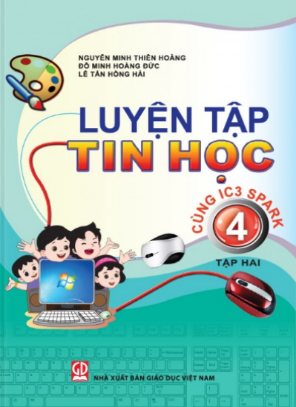 NGUYỄN MINH THIÊN HOÀNG
ĐỖ MINH HOÀNG ĐỨC
LÊ TẤN HỒNG HẢI
LUYỆN TẬP
TIN HỌC
CÙNG IC3 SPARK
4
TẬP HAI
GD
NHÀ XUẤT BẢN GIÁO DỤC VIỆT NAM